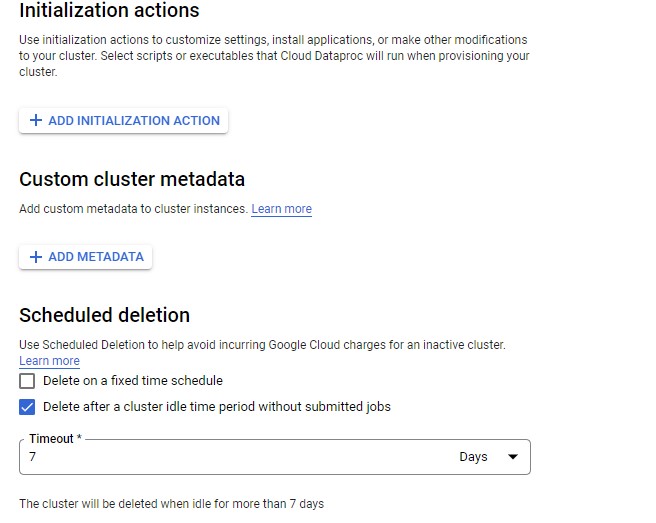 Initialization actions
Use initialization actions to customize settings, install applications, or make other modifications
to your cluster. Select scripts or executables that Cloud Dataproc will run when provisioning your
cluster.
+ ADD INITIALIZATION ACTION
Custom cluster metadata
Add custom metadata to cluster instances. Learn more
+ ADD METADATA
Scheduled deletion
Use Scheduled Deletion to help avoid incurring Google Cloud charges for an inactive cluster.
Learn more
Delete on a fixed time schedule
Delete after a cluster idle time period without submitted jobs
Timeout *
7 Days
The cluster will be deleted when idle for more than 7 days